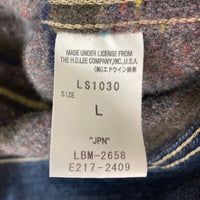 MADE UNDER LICENSE FROM
THE H.D.LEE COMPANY, INC., U.S.A.
(株)エドウイン商事
LS1030
SIZE
L
"JPN"
LBM-2658
E217-2409